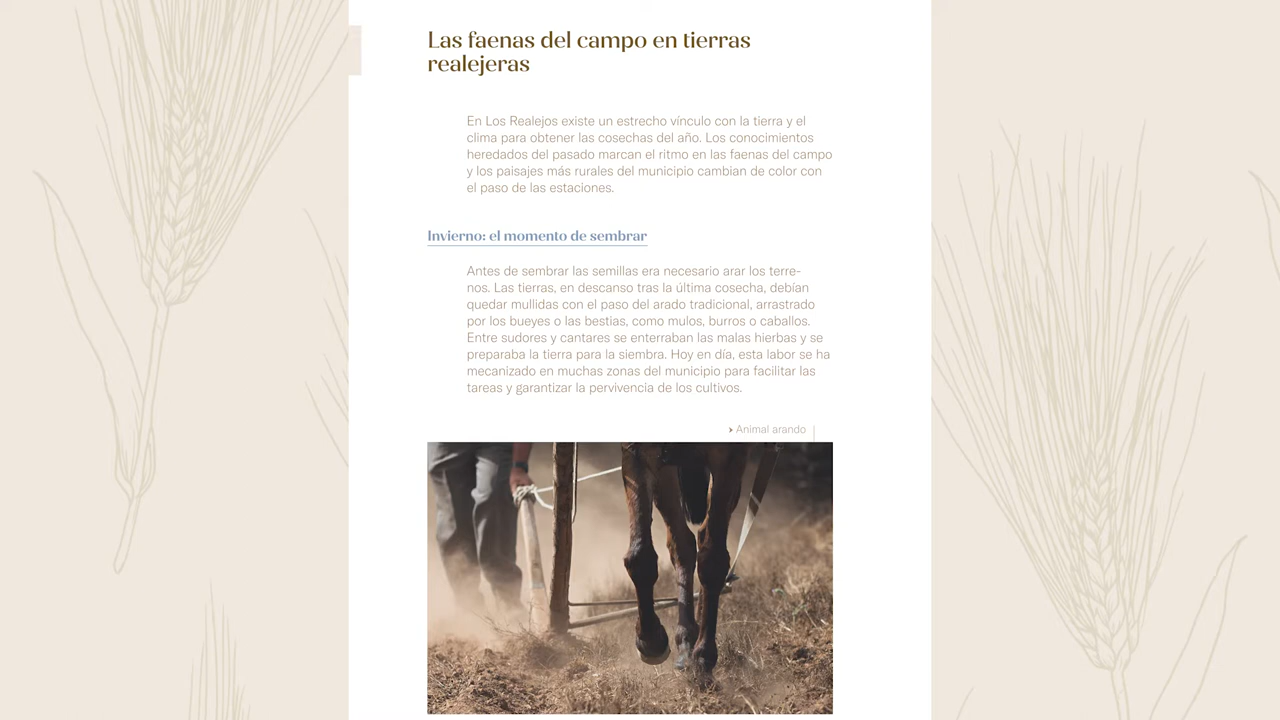 Las faenas del campo en tierras
realejeras
En Los Realejos existe un estrecho vínculo con la tierra y el
clima para obtener las cosechas del año. Los conocimientos
heredados del pasado marcan el ritmo en las faenas del campo
y los paisajes más rurales del municipio cambian de color con
el paso de las estaciones.
Invierno: el momento de sembrar
Antes de sembrar las semillas era necesario arar los terre-
nos. Las tierras, en descanso tras la última cosecha, debían
quedar mullidas con el paso del arado tradicional, arrastrado
por los bueyes o las bestias, como mulos, burros o caballos.
Entre sudores y cantares se enterraban las malas hierbas y se
preparaba la tierra para la siembra. Hoy en día, esta labor se ha
mecanizado en muchas zonas del municipio para facilitar las
tareas y garantizar la pervivencia de los cultivos.
› Animal arando